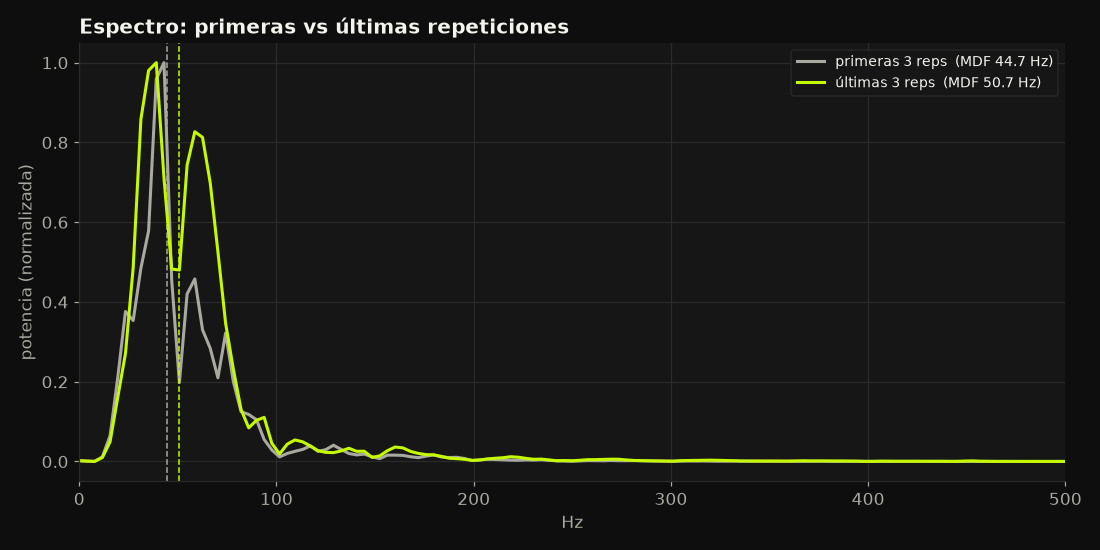 Espectro: primeras vs últimas repeticiones
primeras 3 reps  (MDF 44.7 Hz)
últimas 3 reps  (MDF 50.7 Hz)
potencia (normalizada)
1.0
0.8
0.6
0.4
0.2
0.0
0 100 200 300 400 500
Hz